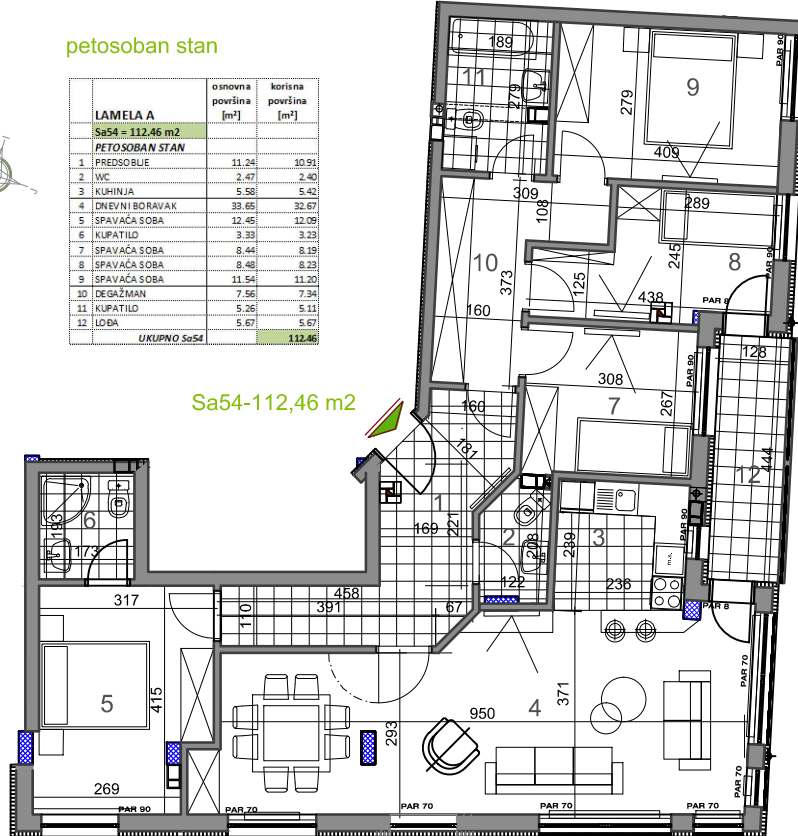 petosoban stan
osnovna korisna
površina površina
LAMELA A [m²] [m²]
Sa54 = 112.46 m2
PETOSOBAN STAN
1 PREDSOBLJE 11.24 10.91
2 WC 2.47 2.40
3 KUHINJA 5.58 5.42
4 DNEVNI BORAVAK 33.65 32.67
5 SPAVAĆA SOBA 12.45 12.09
6 KUPATILO 3.33 3.23
7 SPAVAĆA SOBA 8.44 8.19
8 SPAVAĆA SOBA 8.48 8.23
9 SPAVAĆA SOBA 11.54 11.20
10 DEGAŽMAN 7.56 7.34
11 KUPATILO 5.26 5.11
12 LOĐA 5.67 5.67
UKUPNO Sa54 112.46
Sa54-112,46 m2
189
11
279
279
9
409
PAR 90
309
108
289
10
373
125
245
8
PAR 90
438
PAR 8
160
128
308
7
267
PAR 90
160
181
444
12
1
221
169
2
208
122
239
3
236
PAR 90
m.s.
PAR 8
6
193
173
317
110
458
391
67
5
415
269
PAR 90
293
950
4
371
PAR 70
PAR 70
PAR 70
PAR 70
PAR 70
PAR 70